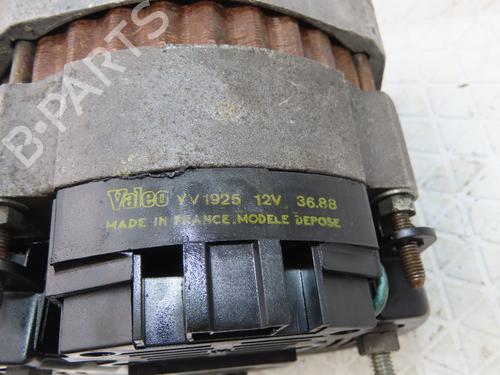 B-PARTS
Valeo YV1925 12V 36.88
MADE IN FRANCE.MODELE DEPOSE